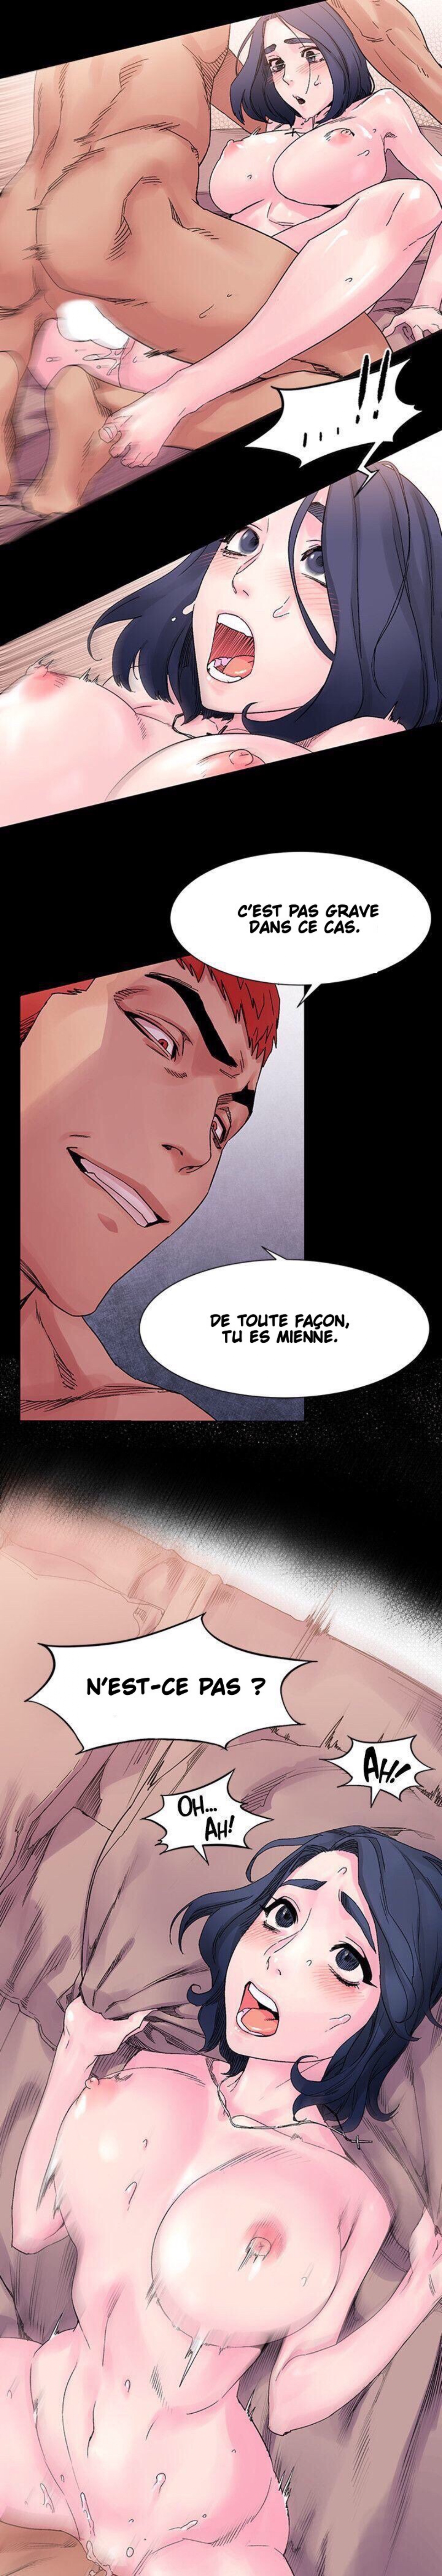 ...!!
C'EST PAS GRAVE
DANS CE CAS.
DE TOUTE FAÇON,
TU ES MIENNE.
N'EST-CE PAS ?
AH!
OH...
AH!